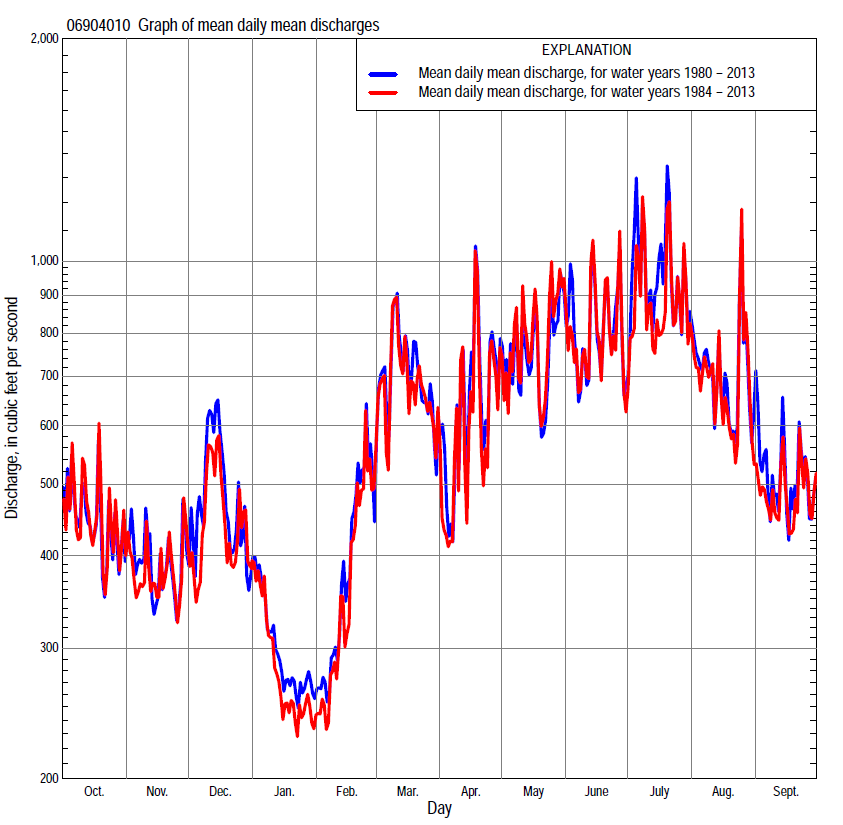 06904010 Graph of mean daily mean discharges
EXPLANATION
Mean daily mean discharge, for water years 1980 – 2013
Mean daily mean discharge, for water years 1984 – 2013
Discharge, in cubic feet per second
2,000
1,000
900
800
700
600
500
400
300
200
Oct. Nov. Dec. Jan. Feb. Mar. Apr. May June July Aug. Sept.
Day